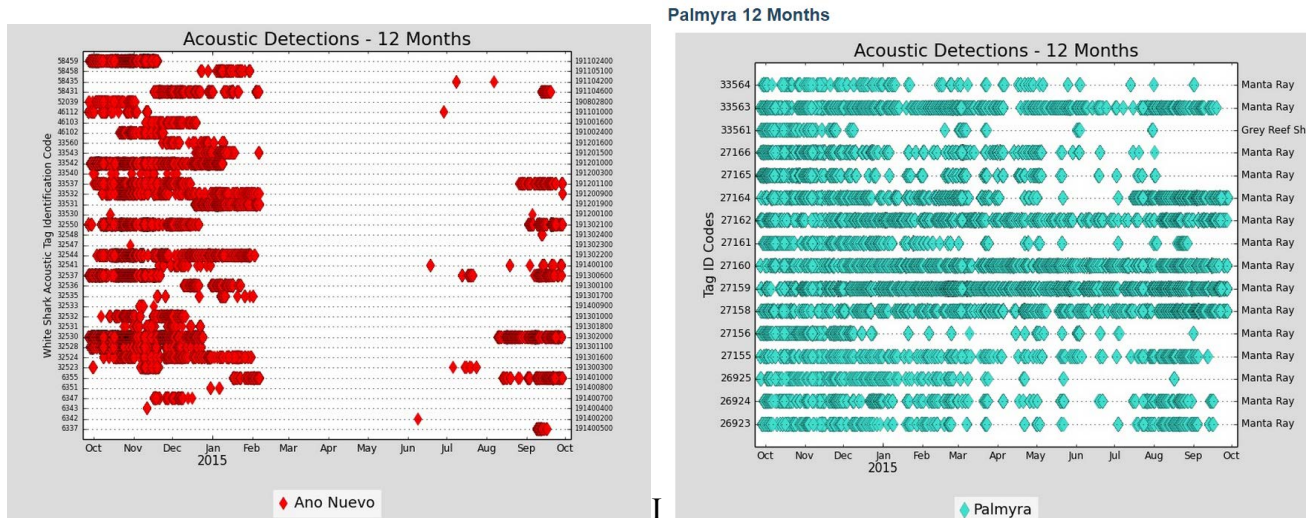 Acoustic Detections - 12 Months
White Shark Acoustic Tag Identification Code
58459 191102400
58458 191105100
58435 191104200
58431 191104600
52039 190802800
46112 191101000
46103 191001600
46102 191002400
33560 191201600
33543 191201500
33542 191201000
33540 191200300
33537 191201100
33532 191200900
33531 191201900
33530 191200100
32550 191302100
32548 191302400
32547 191302300
32544 191302200
32541 191400100
32537 191300600
32536 191300100
32535 191301700
32533 191400900
32532 191301000
32531 191301800
32530 191302000
32528 191301100
32524 191301600
32523 191300300
6355 191401000
6351 191400800
6347 191400700
6343 191400400
6342 191400200
6337 191400500
Oct Nov Dec Jan Feb Mar Apr May Jun Jul Aug Sep Oct
2015
Ano Nuevo
I
Palmyra 12 Months
Acoustic Detections - 12 Months
Tag ID Codes
33564 Manta Ray
33563 Manta Ray
33561 Grey Reef Sh
27166 Manta Ray
27165 Manta Ray
27164 Manta Ray
27162 Manta Ray
27161 Manta Ray
27160 Manta Ray
27159 Manta Ray
27158 Manta Ray
27156 Manta Ray
27155 Manta Ray
26925 Manta Ray
26924 Manta Ray
26923 Manta Ray
Oct Nov Dec Jan Feb Mar Apr May Jun Jul Aug Sep Oct
2015
Palmyra